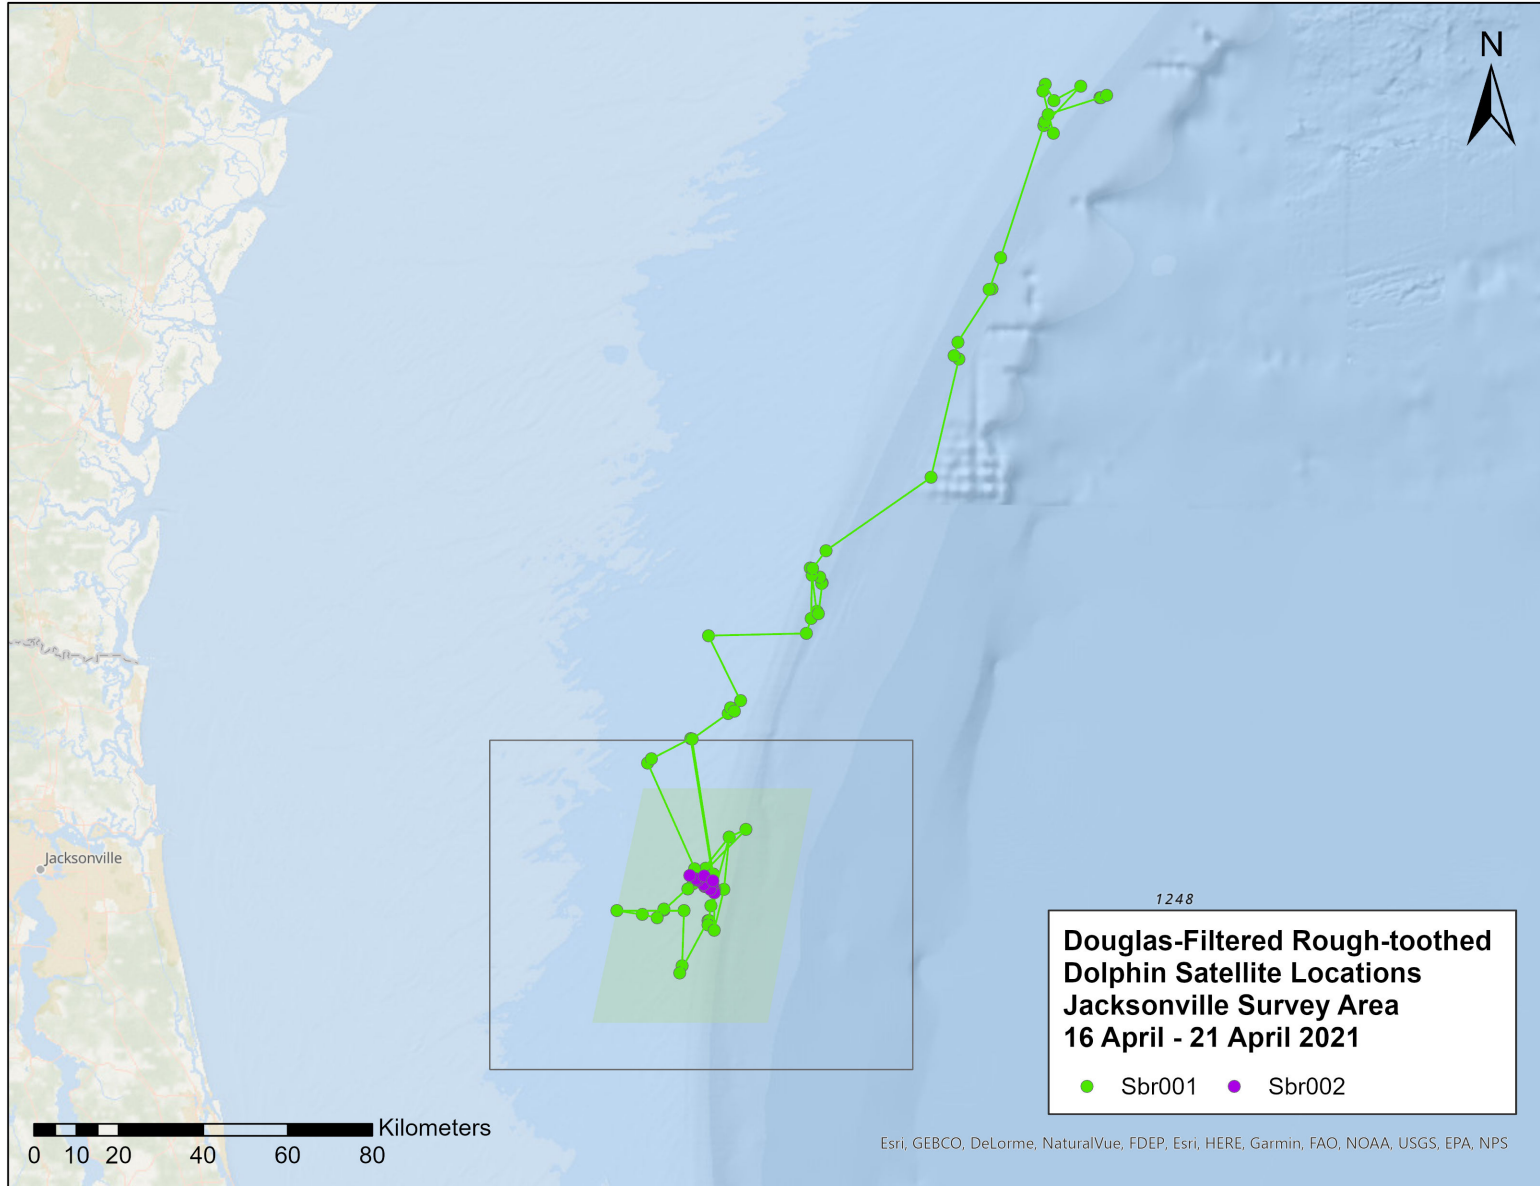 N
Jacksonville
1248
Douglas-Filtered Rough-toothed
Dolphin Satellite Locations
Jacksonville Survey Area
16 April - 21 April 2021
Sbr001 Sbr002
Kilometers
0 10 20 40 60 80
Esri, GEBCO, DeLorme, NaturalVue, FDEP, Esri, HERE, Garmin, FAO, NOAA, USGS, EPA, NPS